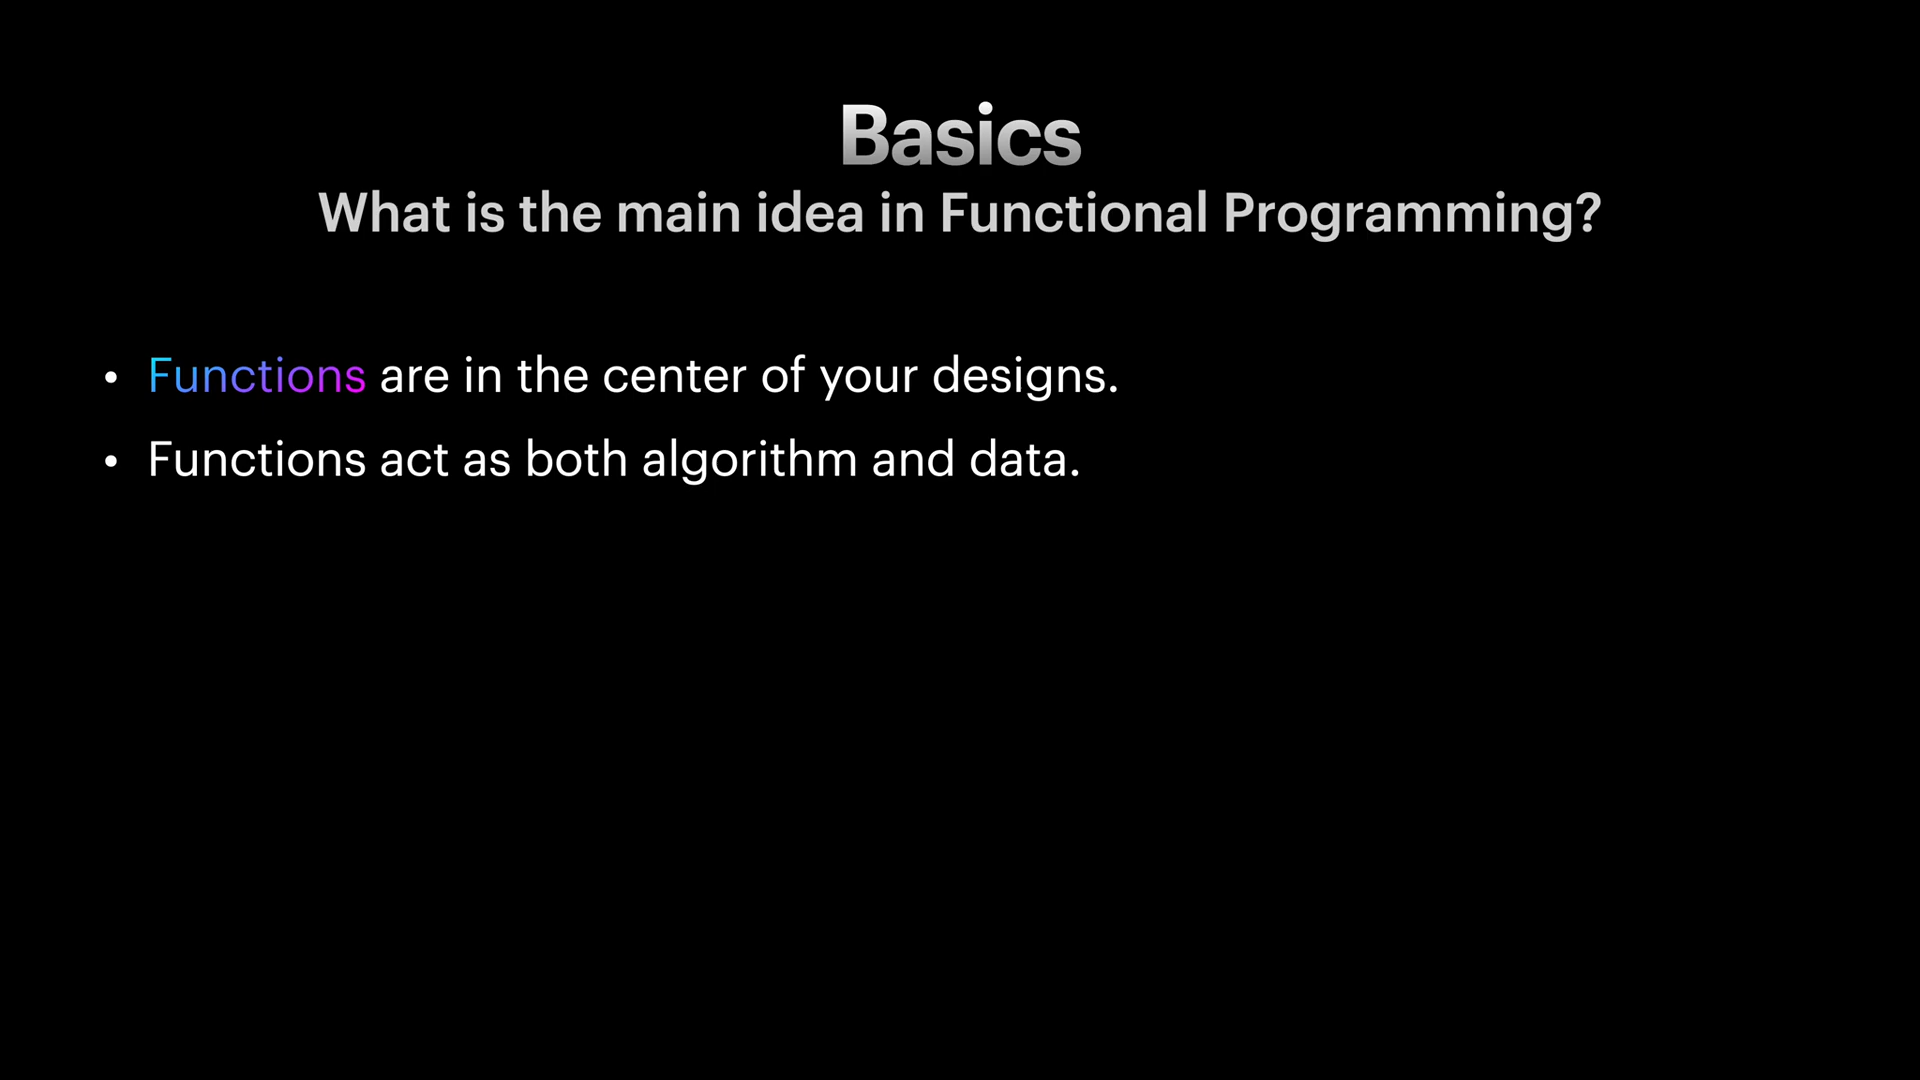 Basics
What is the main idea in Functional Programming?
• Functions are in the center of your designs.
• Functions act as both algorithm and data.